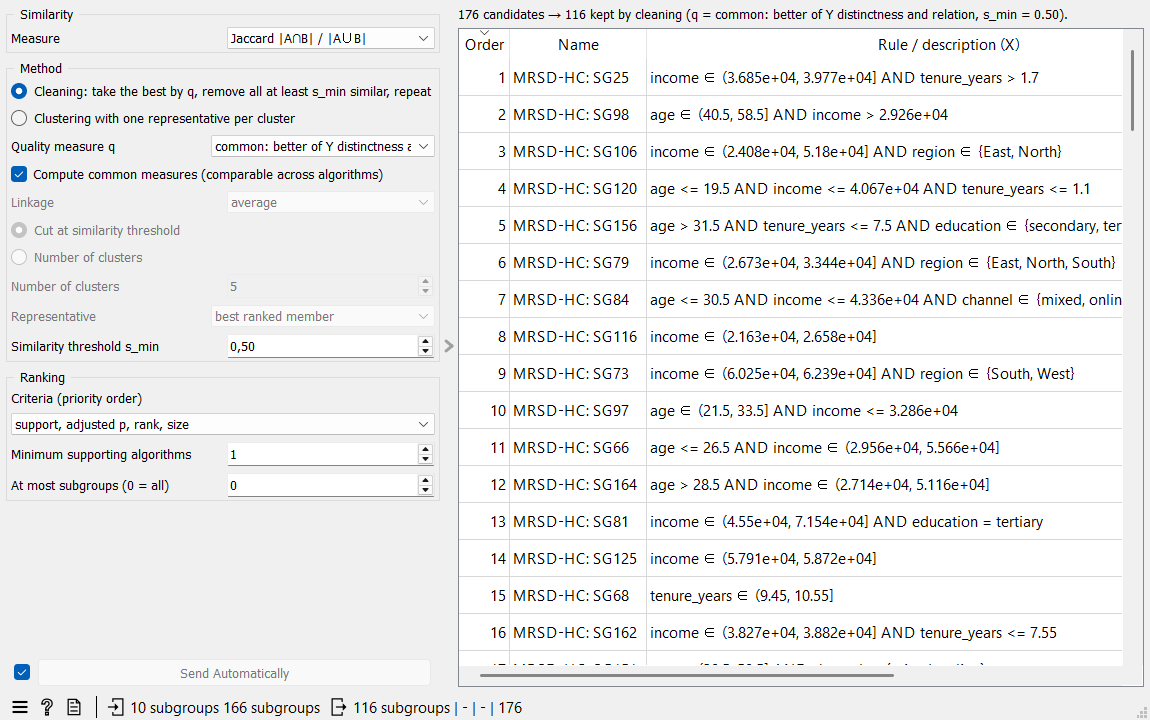 Similarity
Measure
Jaccard |A∩B| / |A∪B|
Method
Cleaning: take the best by q, remove all at least s_min similar, repeat
Clustering with one representative per cluster
Quality measure q
common: better of Y distinctness a
Compute common measures (comparable across algorithms)
Linkage
average
Cut at similarity threshold
Number of clusters
Number of clusters
5
Representative
best ranked member
Similarity threshold s_min
0,50
Ranking
Criteria (priority order)
support, adjusted p, rank, size
Minimum supporting algorithms
1
At most subgroups (0 = all)
0
Send Automatically
10 subgroups 166 subgroups
116 subgroups | - | - | 176
176 candidates → 116 kept by cleaning (q = common: better of Y distinctness and relation, s_min = 0.50).
Order Name Rule / description (X)
1 MRSD-HC: SG25 income ∈ (3.685e+04, 3.977e+04] AND tenure_years > 1.7
2 MRSD-HC: SG98 age ∈ (40.5, 58.5] AND income > 2.926e+04
3 MRSD-HC: SG106 income ∈ (2.408e+04, 5.18e+04] AND region ∈ {East, North}
4 MRSD-HC: SG120 age <= 19.5 AND income <= 4.067e+04 AND tenure_years <= 1.1
5 MRSD-HC: SG156 age > 31.5 AND tenure_years <= 7.5 AND education ∈ {secondary, ter
6 MRSD-HC: SG79 income ∈ (2.673e+04, 3.344e+04] AND region ∈ {East, North, South}
7 MRSD-HC: SG84 age <= 30.5 AND income <= 4.336e+04 AND channel ∈ {mixed, onlin
8 MRSD-HC: SG116 income ∈ (2.163e+04, 2.658e+04]
9 MRSD-HC: SG73 income ∈ (6.025e+04, 6.239e+04] AND region ∈ {South, West}
10 MRSD-HC: SG97 age ∈ (21.5, 33.5] AND income <= 3.286e+04
11 MRSD-HC: SG66 age <= 26.5 AND income ∈ (2.956e+04, 5.566e+04]
12 MRSD-HC: SG164 age > 28.5 AND income ∈ (2.714e+04, 5.116e+04]
13 MRSD-HC: SG81 income ∈ (4.55e+04, 7.154e+04] AND education = tertiary
14 MRSD-HC: SG125 income ∈ (5.791e+04, 5.872e+04]
15 MRSD-HC: SG68 tenure_years ∈ (9.45, 10.55]
16 MRSD-HC: SG162 income ∈ (3.827e+04, 3.882e+04] AND tenure_years <= 7.55